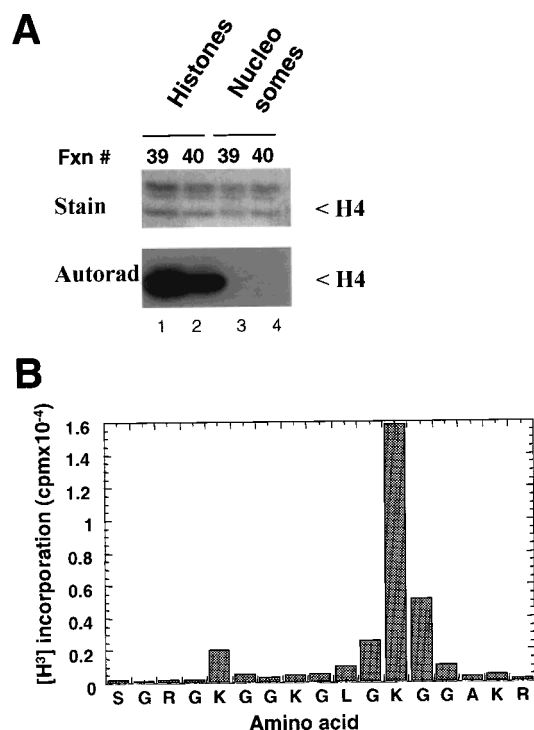 A
Histones
Nucleo
somes
Fxn # 39 40 39 40
Stain < H4
Autorad < H4
1 2 3 4
B
[H³] incorporation (cpmx10⁻⁴)
1.6
1.4
1.2
1
0.8
0.6
0.4
0.2
0
S G R G K G G K G L G K G G A K R
Amino acid